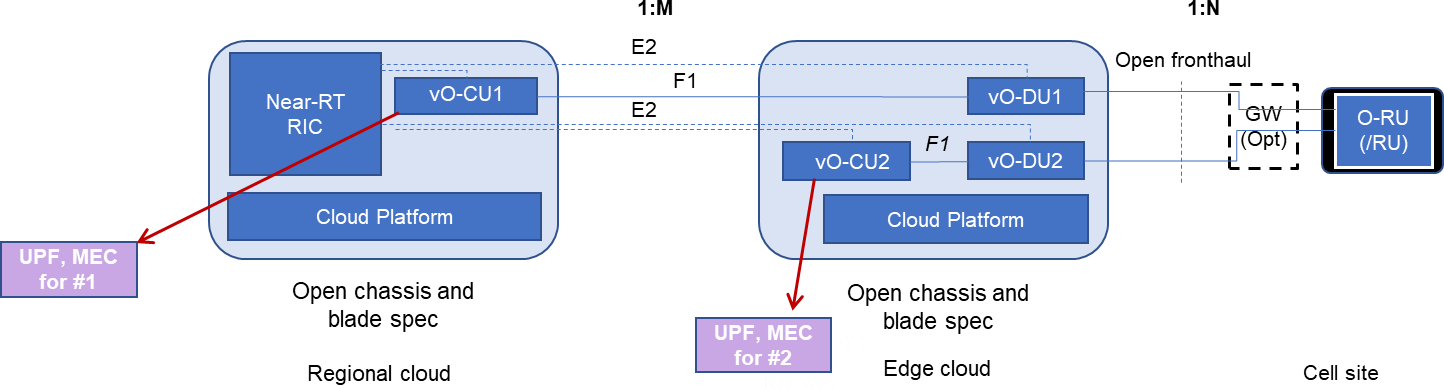 1:M
1:N
E2
Open fronthaul
Near-RT
RIC
vO-CU1
F1
vO-DU1
E2
GW
(Opt)
O-RU
(/RU)
vO-CU2
F1
vO-DU2
Cloud Platform
Cloud Platform
UPF, MEC
for #1
Open chassis and
blade spec
Open chassis and
blade spec
UPF, MEC
for #2
Regional cloud
Edge cloud
Cell site